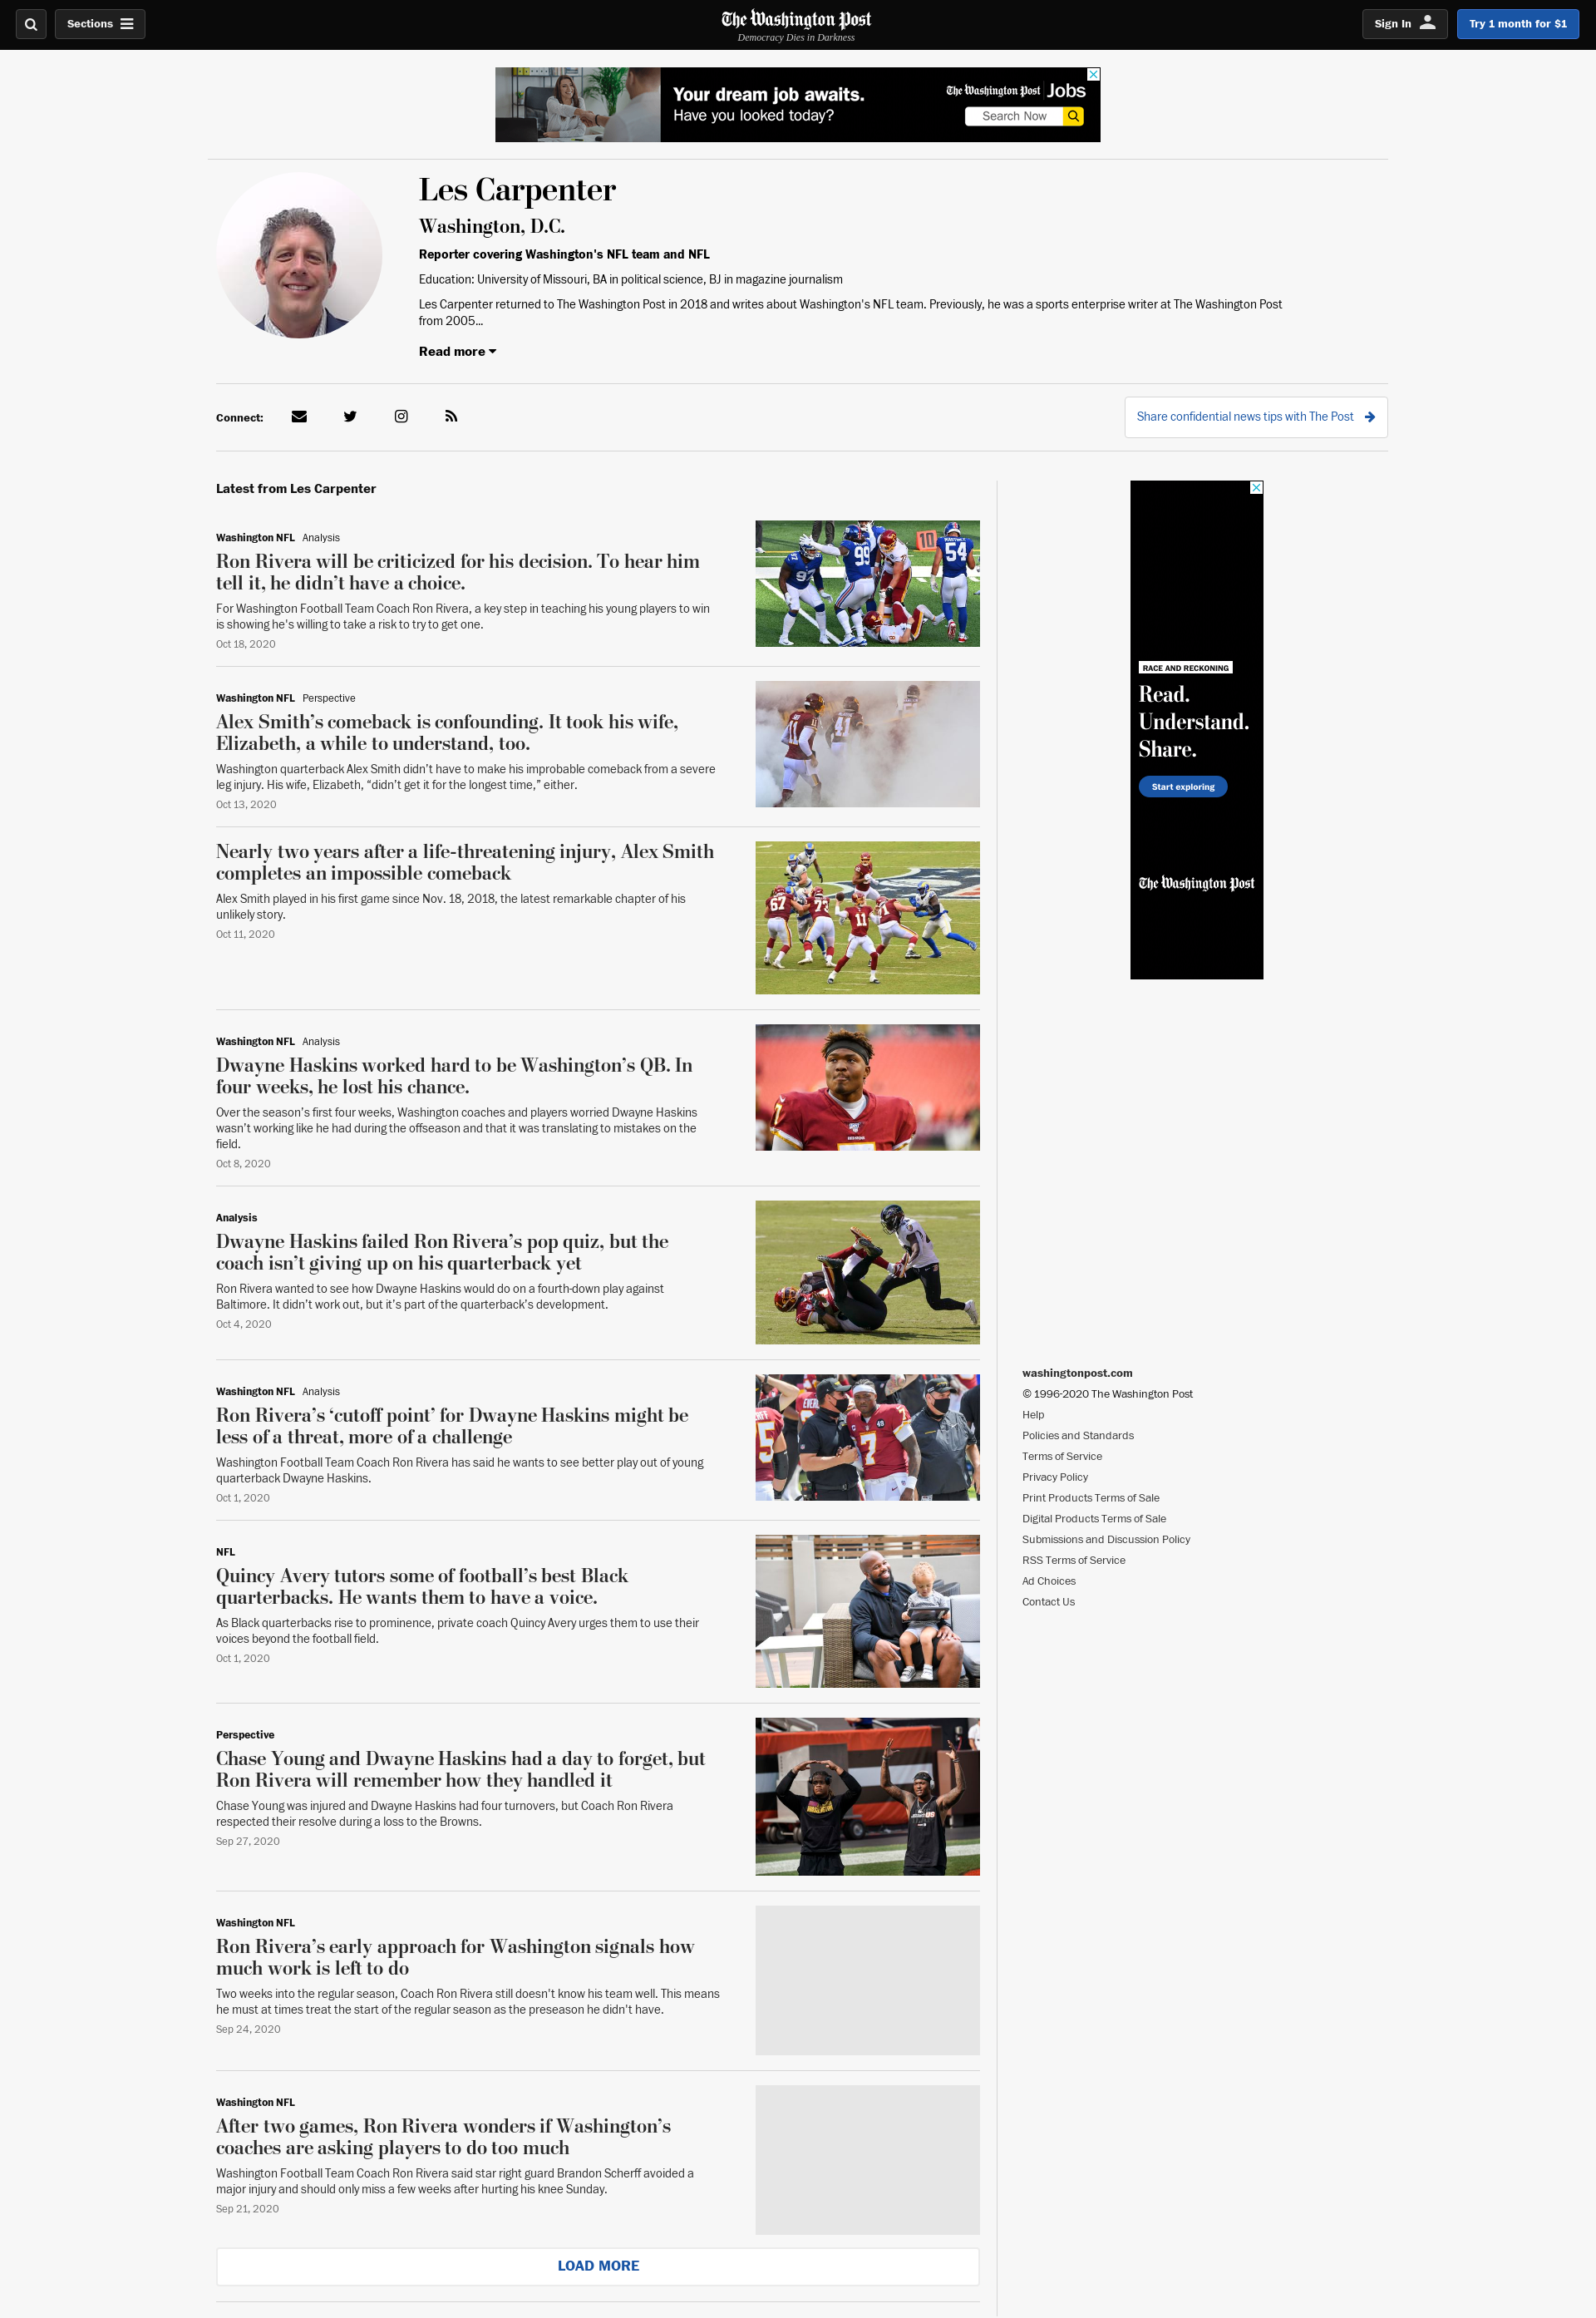 Sections
The Washington Post
Democracy Dies in Darkness
Sign In
Try 1 month for $1
Your dream job awaits.
Have you looked today?
The Washington Post Jobs
Search Now
Les Carpenter
Washington, D.C.
Reporter covering Washington's NFL team and NFL
Education: University of Missouri, BA in political science, BJ in magazine journalism
Les Carpenter returned to The Washington Post in 2018 and writes about Washington's NFL team. Previously, he was a sports enterprise writer at The Washington Post
from 2005...
Read more
Connect:
Share confidential news tips with The Post
Latest from Les Carpenter
Washington NFL Analysis
Ron Rivera will be criticized for his decision. To hear him
tell it, he didn’t have a choice.
For Washington Football Team Coach Ron Rivera, a key step in teaching his young players to win
is showing he's willing to take a risk to try to get one.
Oct 18, 2020
97
99
10
54
Washington NFL Perspective
Alex Smith’s comeback is confounding. It took his wife,
Elizabeth, a while to understand, too.
Washington quarterback Alex Smith didn’t have to make his improbable comeback from a severe
leg injury. His wife, Elizabeth, “didn’t get it for the longest time,” either.
Oct 13, 2020
11
41
Nearly two years after a life-threatening injury, Alex Smith
completes an impossible comeback
Alex Smith played in his first game since Nov. 18, 2018, the latest remarkable chapter of his
unlikely story.
Oct 11, 2020
67
73
11
Washington NFL Analysis
Dwayne Haskins worked hard to be Washington’s QB. In
four weeks, he lost his chance.
Over the season’s first four weeks, Washington coaches and players worried Dwayne Haskins
wasn’t working like he had during the offseason and that it was translating to mistakes on the
field.
Oct 8, 2020
Analysis
Dwayne Haskins failed Ron Rivera’s pop quiz, but the
coach isn’t giving up on his quarterback yet
Ron Rivera wanted to see how Dwayne Haskins would do on a fourth-down play against
Baltimore. It didn’t work out, but it’s part of the quarterback’s development.
Oct 4, 2020
Washington NFL Analysis
Ron Rivera’s ‘cutoff point’ for Dwayne Haskins might be
less of a threat, more of a challenge
Washington Football Team Coach Ron Rivera has said he wants to see better play out of young
quarterback Dwayne Haskins.
Oct 1, 2020
5
7
NFL
Quincy Avery tutors some of football’s best Black
quarterbacks. He wants them to have a voice.
As Black quarterbacks rise to prominence, private coach Quincy Avery urges them to use their
voices beyond the football field.
Oct 1, 2020
Perspective
Chase Young and Dwayne Haskins had a day to forget, but
Ron Rivera will remember how they handled it
Chase Young was injured and Dwayne Haskins had four turnovers, but Coach Ron Rivera
respected their resolve during a loss to the Browns.
Sep 27, 2020
Washington NFL
Ron Rivera’s early approach for Washington signals how
much work is left to do
Two weeks into the regular season, Coach Ron Rivera still doesn't know his team well. This means
he must at times treat the start of the regular season as the preseason he didn't have.
Sep 24, 2020
Washington NFL
After two games, Ron Rivera wonders if Washington’s
coaches are asking players to do too much
Washington Football Team Coach Ron Rivera said star right guard Brandon Scherff avoided a
major injury and should only miss a few weeks after hurting his knee Sunday.
Sep 21, 2020
LOAD MORE
RACE AND RECKONING
Read.
Understand.
Share.
Start exploring
The Washington Post
washingtonpost.com
© 1996-2020 The Washington Post
Help
Policies and Standards
Terms of Service
Privacy Policy
Print Products Terms of Sale
Digital Products Terms of Sale
Submissions and Discussion Policy
RSS Terms of Service
Ad Choices
Contact Us